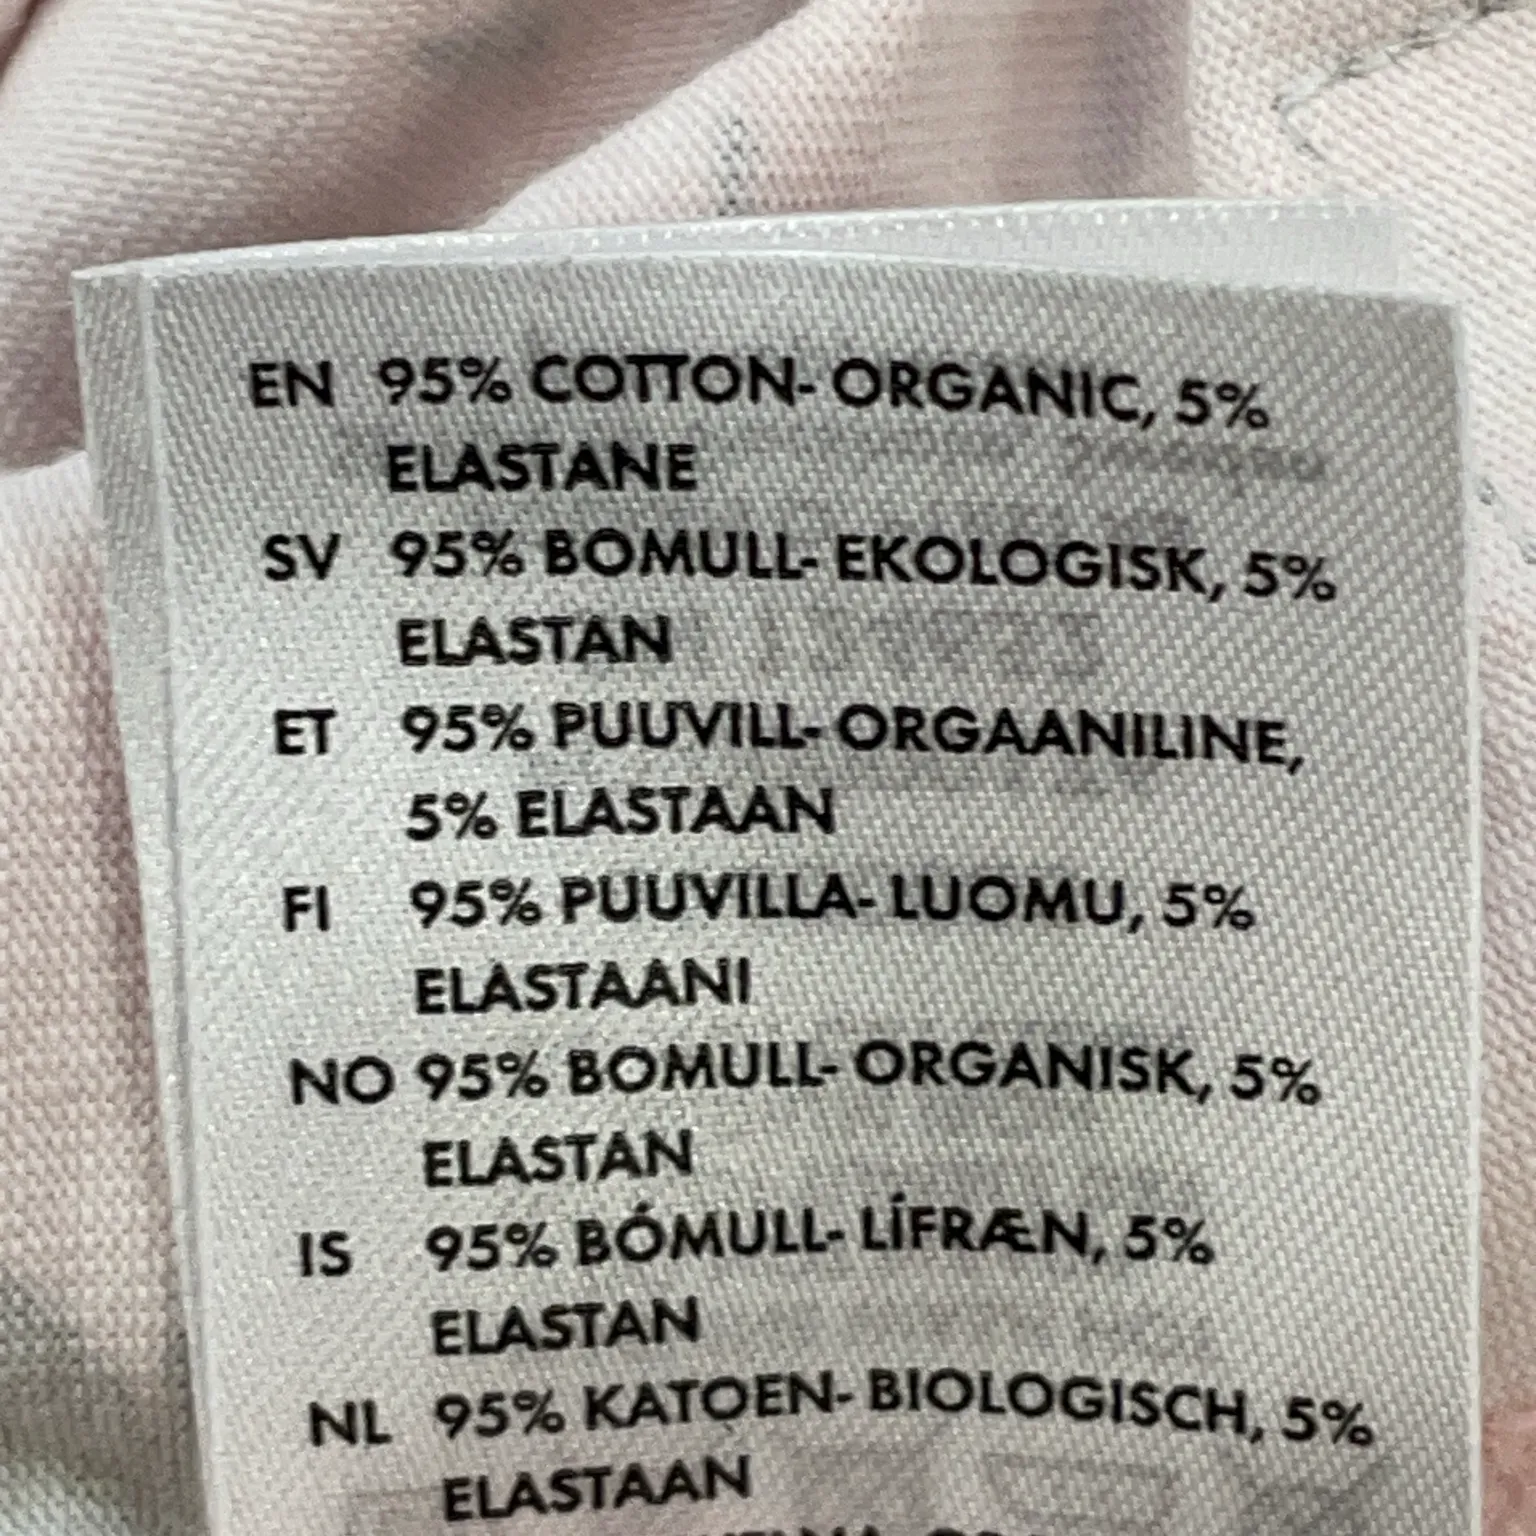 EN 95% COTTON- ORGANIC, 5%
ELASTANE
SV 95% BOMULL- EKOLOGISK, 5%
ELASTAN
ET 95% PUUVILL- ORGAANILINE,
5% ELASTAAN
FI 95% PUUVILLA- LUOMU, 5%
ELASTAANI
NO 95% BOMULL- ORGANISK, 5%
ELASTAN
IS 95% BÓMULL- LÍFRÆN, 5%
ELASTAN
NL 95% KATOEN- BIOLOGISCH, 5%
ELASTAAN